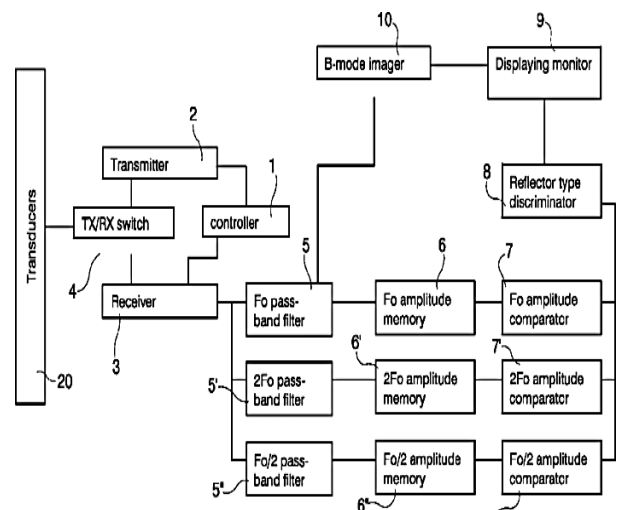 10
9
B-mode imager
Displaying monitor
2
Transmitter
1
8
Reflector type
discriminator
TX/RX switch
controller
Transducers
4
5
6
7
Receiver
3
Fo pass-
band filter
Fo amplitude
memory
Fo amplitude
comparator
6'
7'
20
5'
2Fo pass-
band filter
2Fo amplitude
memory
2Fo amplitude
comparator
Fo/2 pass-
band filter
Fo/2 amplitude
memory
Fo/2 amplitude
comparator
5"
6"